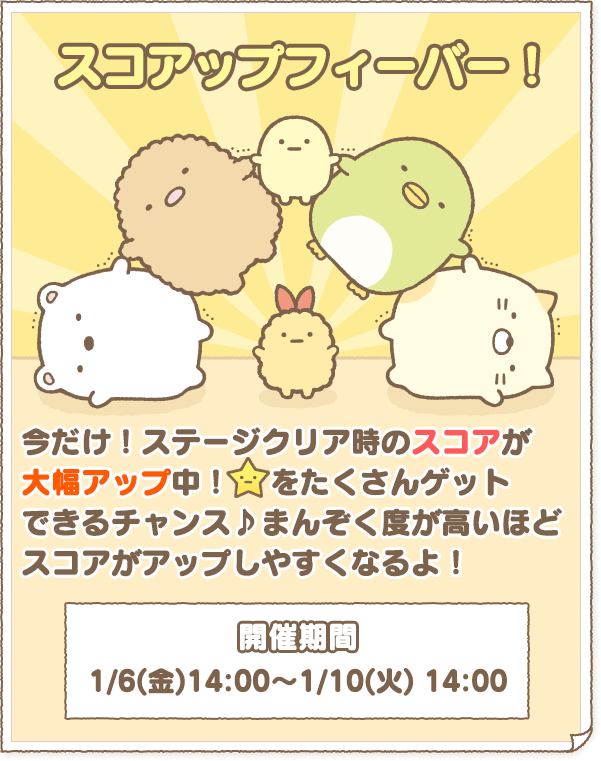 スコアップフィーバー！
今だけ！ステージクリア時のスコアが
大幅アップ中！をたくさんゲット
できるチャンス♪まんぞく度が高いほど
スコアがアップしやすくなるよ！
開催期間
1/6(金)14:00〜1/10(火) 14:00